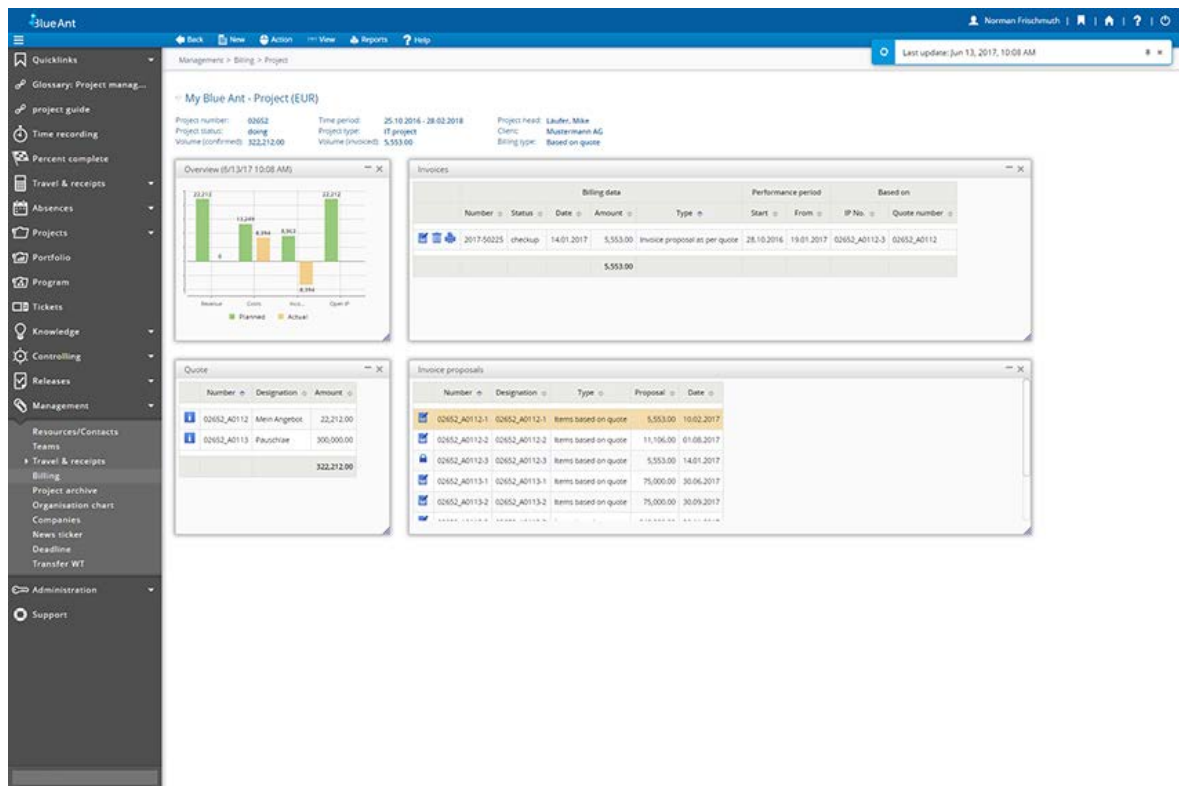 Blue Ant
Norman Frischmuth | | | ? |
Back New Action View Reports ? Help
Last update: Jun 13, 2017, 10:08 AM
Management > Billing > Project
Quicklinks
Glossary: Project manag...
project guide
Time recording
Percent complete
Travel & receipts
Absences
Projects
Portfolio
Program
Tickets
Knowledge
Controlling
Releases
Management
Resources/Contacts
Teams
Travel & receipts
Billing
Project archive
Organisation chart
Companies
News ticker
Deadline
Transfer WT
Administration
Support
My Blue Ant - Project (EUR)
Project number: 02652 Time period: 25.10.2016 - 28.02.2018 Project head: Läufer, Mike
Project status: doing Project type: IT project Client: Mustermann AG
Volume (confirmed): 322,212.00 Volume (invoiced): 5,553.00 Billing type: Based on quote
Overview (6/13/17 10:08 AM)
22,212 22,212
13,249
8,394 8,963
0
-8,394
Revenue Costs Open IP
Planned Actual
Invoices
Billing data Performance period Based on
Number Status Date Amount Type Start From IP No. Quote number
2017-50225 checkup 14.01.2017 5,553.00 Invoice proposal as per quote 28.10.2016 19.01.2017 02652_A0112-3 02652_A0112
5,553.00
Quote
Number Designation Amount
02652_A0112 Mein Angebot 22,212.00
02652_A0113 Pauschlae 300,000.00
322,212.00
Invoice proposals
Number Designation Type Proposal Date
02652_A0112-1 02652_A0112-1 Items based on quote 5,553.00 10.02.2017
02652_A0112-2 02652_A0112-2 Items based on quote 11,106.00 01.08.2017
02652_A0112-3 02652_A0112-3 Items based on quote 5,553.00 14.01.2017
02652_A0113-1 02652_A0113-1 Items based on quote 75,000.00 30.06.2017
02652_A0113-2 02652_A0113-2 Items based on quote 75,000.00 30.09.2017